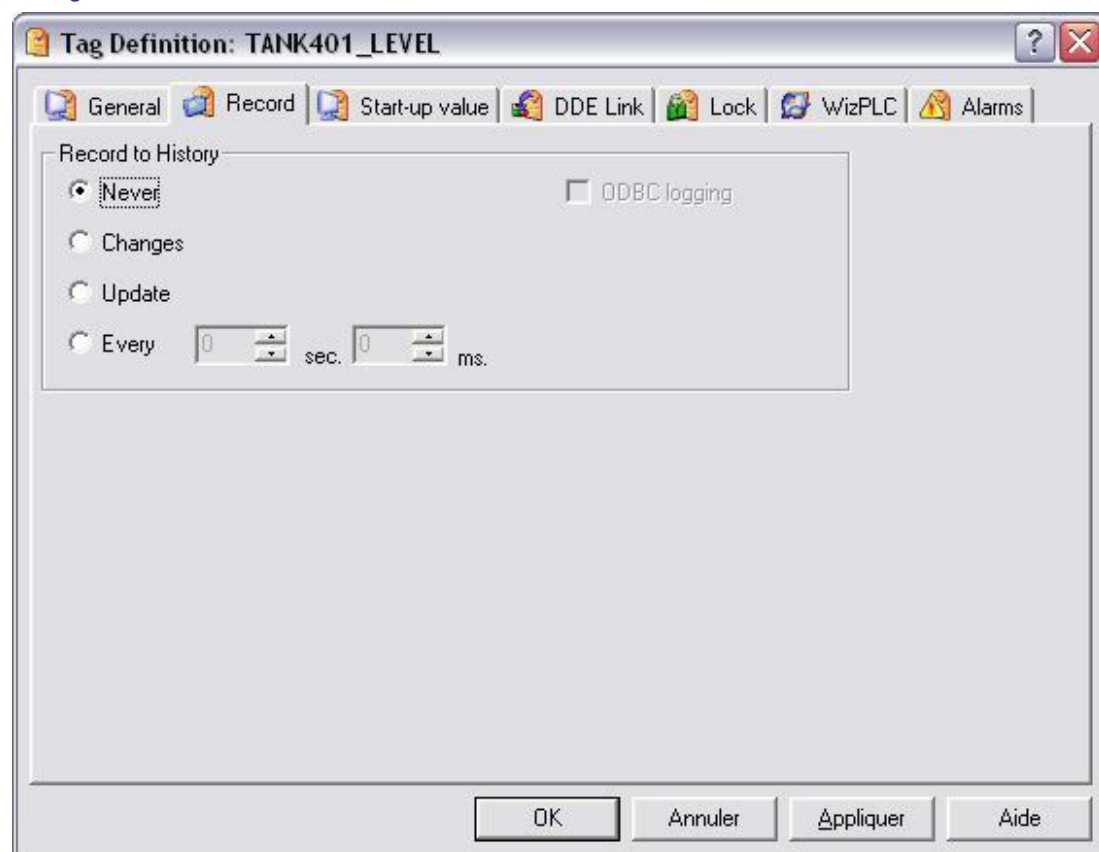 Tag Definition: TANK401_LEVEL
General Record Start-up value DDE Link Lock WizPLC Alarms
Record to History
Never ODBC logging
Changes
Update
Every 0 sec. 0 ms.
OK Annuler Appliquer Aide